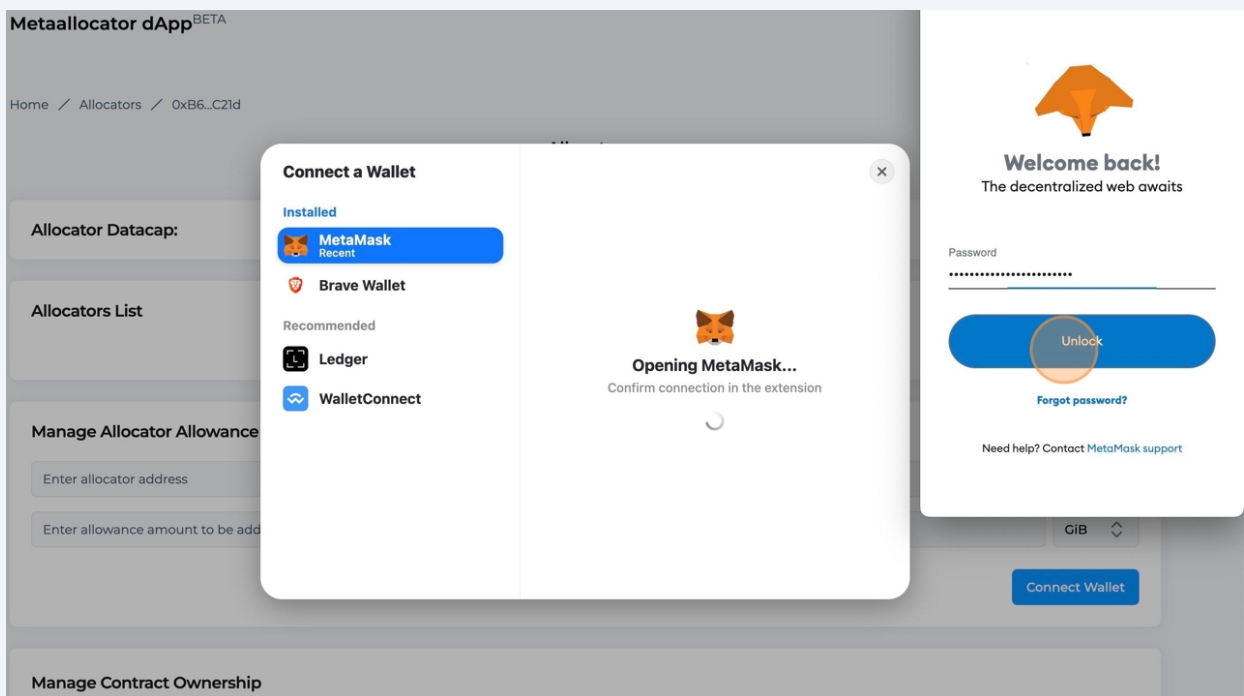 Metaallocator dApp BETA
Home / Allocators / 0xB6...C21d
Allocator Datacap:
Allocators List
Manage Allocator Allowance
Enter allocator address
Enter allowance amount to be add
GiB
Connect Wallet
Manage Contract Ownership
Connect a Wallet
Installed
MetaMask
Recent
Brave Wallet
Recommended
Ledger
WalletConnect
Opening MetaMask...
Confirm connection in the extension
Welcome back!
The decentralized web awaits
Password
Unlock
Forgot password?
Need help? Contact MetaMask support